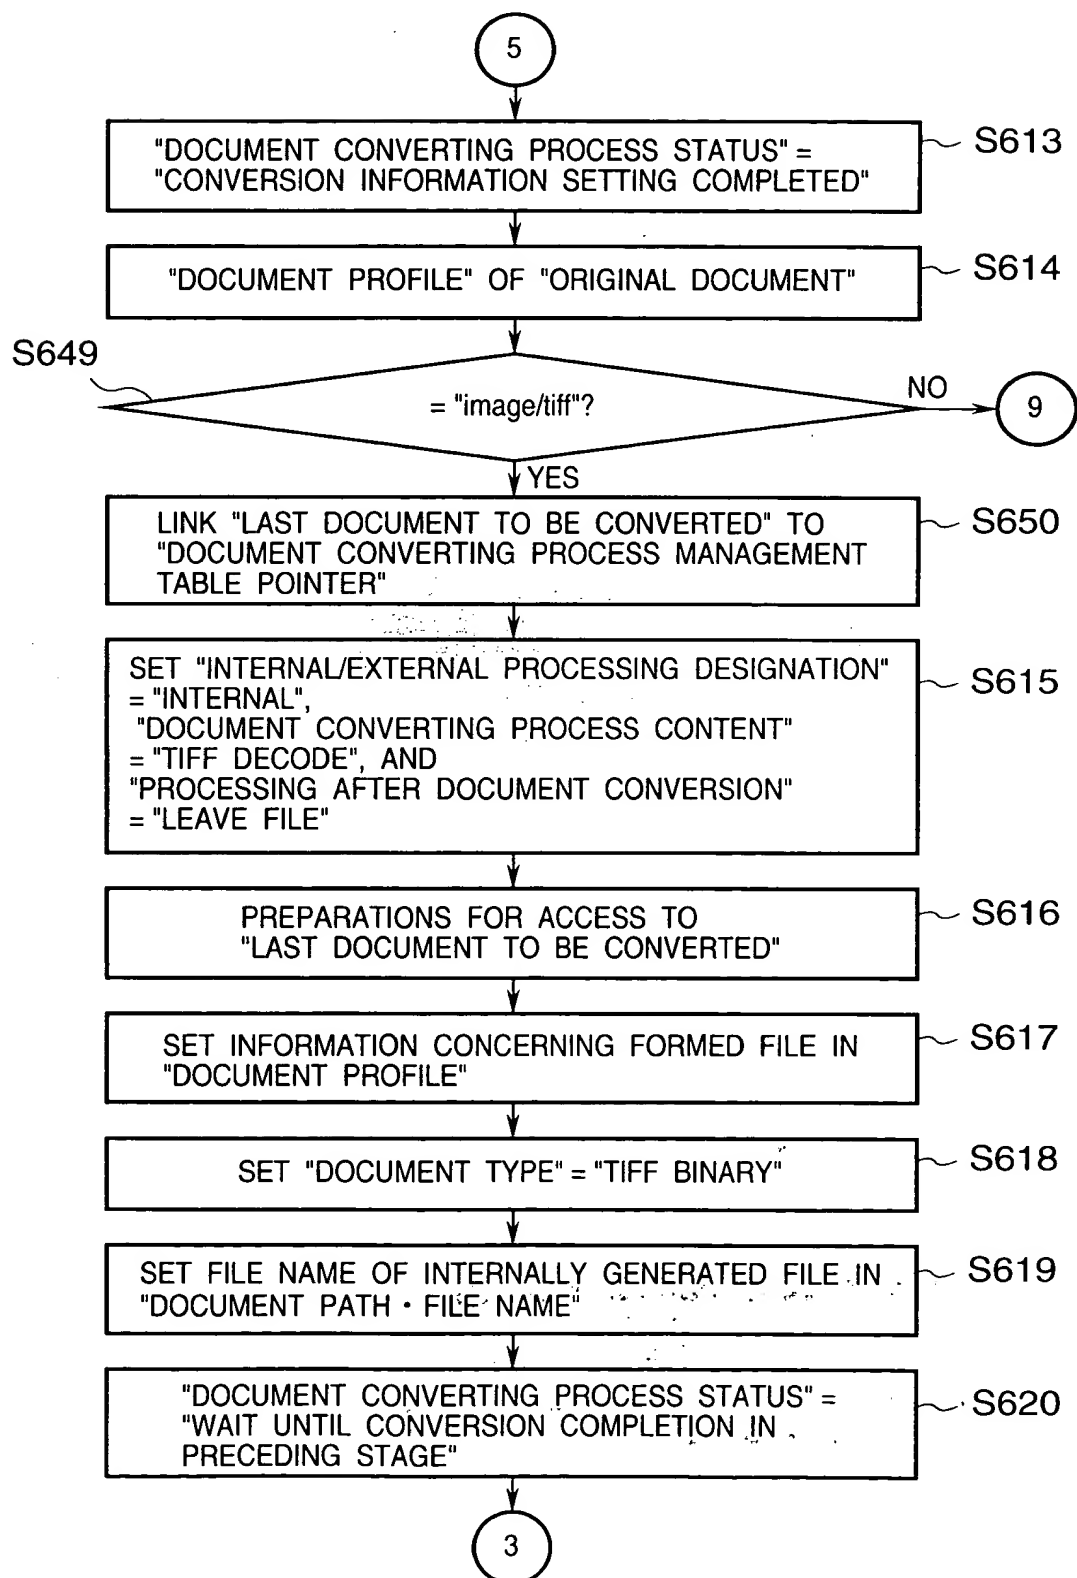 5
"DOCUMENT CONVERTING PROCESS STATUS" =
"CONVERSION INFORMATION SETTING COMPLETED"
S613
"DOCUMENT PROFILE" OF "ORIGINAL DOCUMENT"
S614
S649
= "image/tiff"?
NO
9
YES
LINK "LAST DOCUMENT TO BE CONVERTED" TO
"DOCUMENT CONVERTING PROCESS MANAGEMENT
TABLE POINTER"
S650
SET "INTERNAL/EXTERNAL PROCESSING DESIGNATION"
= "INTERNAL",
"DOCUMENT CONVERTING PROCESS CONTENT"
= "TIFF DECODE", AND
"PROCESSING AFTER DOCUMENT CONVERSION"
= "LEAVE FILE"
S615
PREPARATIONS FOR ACCESS TO
"LAST DOCUMENT TO BE CONVERTED"
S616
SET INFORMATION CONCERNING FORMED FILE IN
"DOCUMENT PROFILE"
S617
SET "DOCUMENT TYPE" = "TIFF BINARY"
S618
SET FILE NAME OF INTERNALLY GENERATED FILE IN
"DOCUMENT PATH · FILE NAME"
S619
"DOCUMENT CONVERTING PROCESS STATUS" =
"WAIT UNTIL CONVERSION COMPLETION IN
PRECEDING STAGE"
S620
3